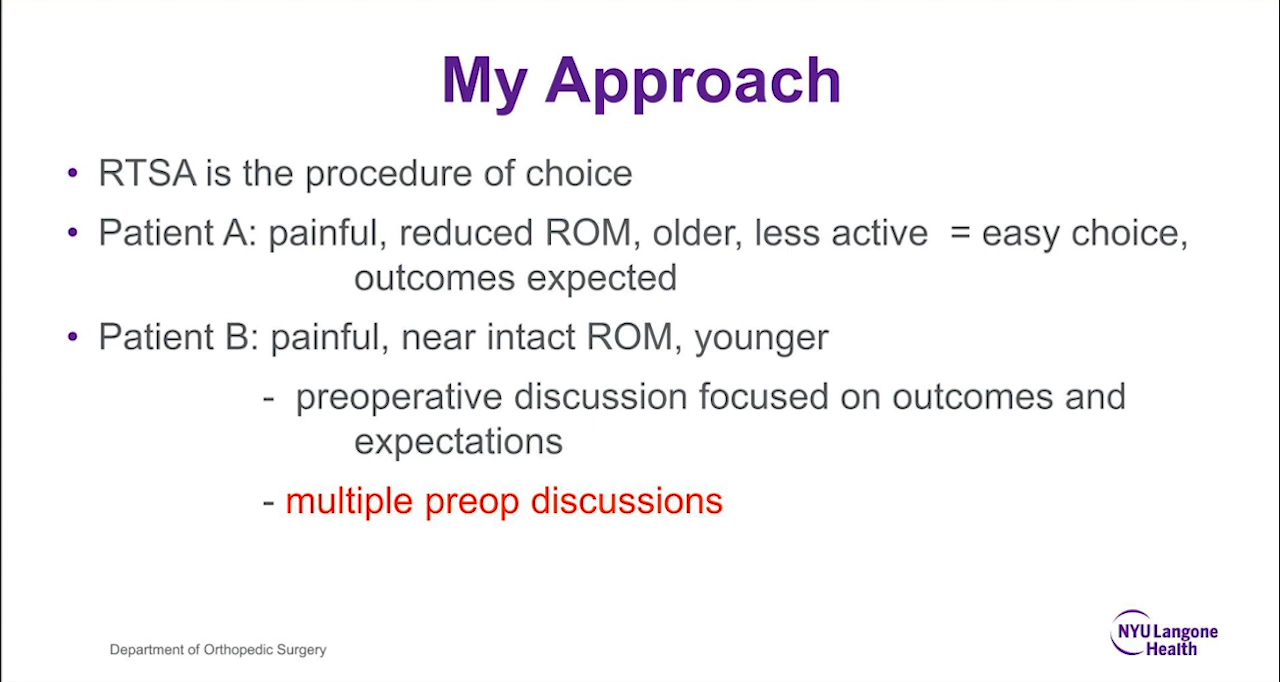 My Approach
• RTSA is the procedure of choice
• Patient A: painful, reduced ROM, older, less active = easy choice,
outcomes expected
• Patient B: painful, near intact ROM, younger
- preoperative discussion focused on outcomes and
expectations
- multiple preop discussions
Department of Orthopedic Surgery
NYU Langone
Health